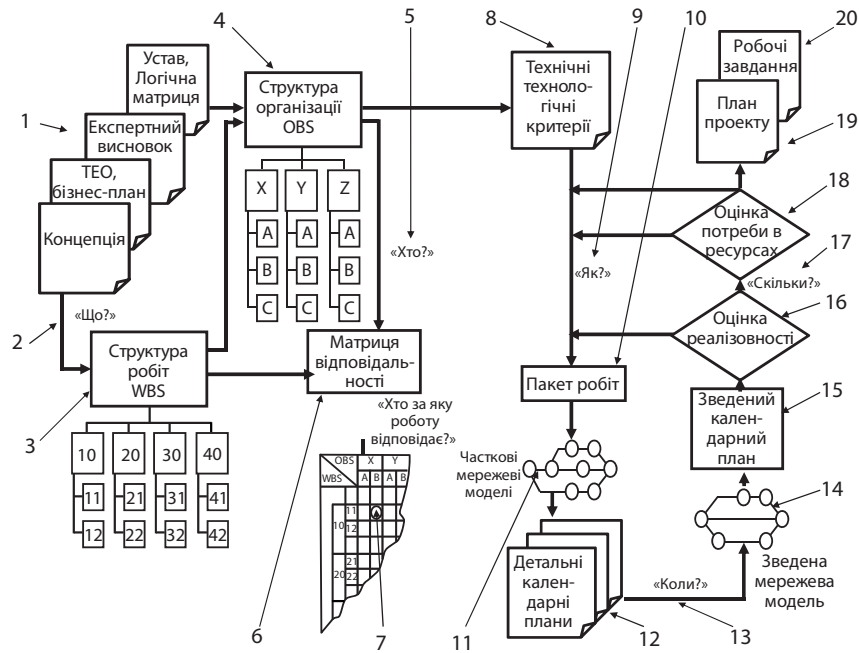 5
4
8
9
10
20
Устав,
Логічна
матриця
1
Експертний
висновок
ТЕО,
бізнес-план
Концепція
Структура
організації
OBS
X
Y
Z
A
A
A
B
B
B
C
C
C
«Хто?»
Технічні
техноло-
гічні
критерії
Робочі
завдання
План
проекту
19
18
Оцінка
потреби в
ресурсах
17
«Як?»
«Скільки?»
16
Оцінка
реалізовності
2
«Що?»
Структура
робіт
WBS
3
Матриця
відповідаль-
ності
Пакет робіт
15
Зведений
кален-
дарний
план
«Хто за яку
роботу
відповідає?»
10
20
30
40
11
21
31
41
12
22
32
42
OBS
X
Y
WBS
A
B
A
B
10
11
12
20
21
22
Часткові
мережеві
моделі
14
Зведена
мережева
модель
Детальні
кален-
дарні
плани
«Коли?»
6
7
11
12
13